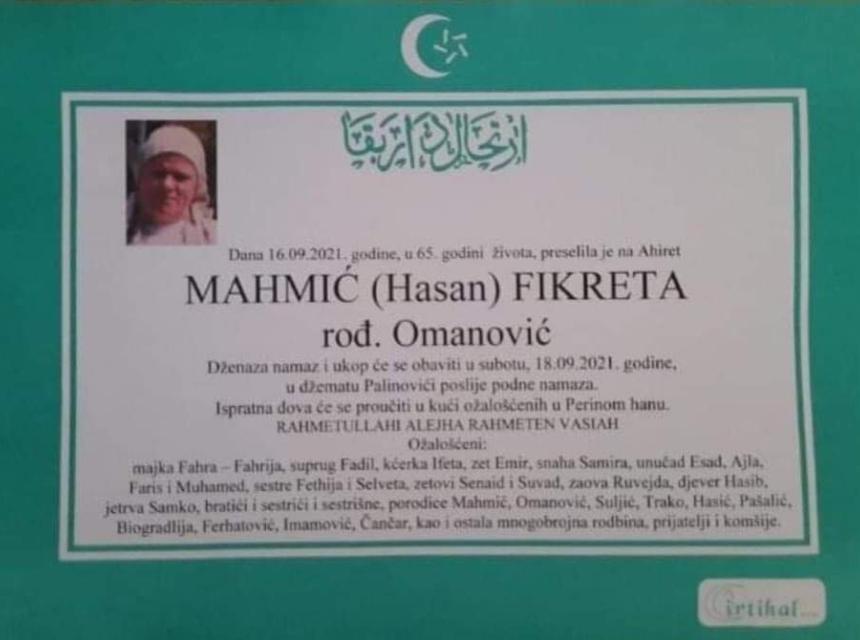 ارتحال دار بقا
Dana 16.09.2021. godine, u 65. godini života, preselila je na Ahiret
MAHMIĆ (Hasan) FIKRETA
rođ. Omanović
Dženaza namaz i ukop će se obaviti u subotu, 18.09.2021. godine,
u džematu Palinovići poslije podne namaza.
Ispratna dova će se proučiti u kući ožalošćenih u Perinom hanu.
RAHMETULLAHI ALEJHA RAHMETEN VASIAH
Ožalošćeni:
majka Fahra – Fahrija, suprug Fadil, kćerka Ifeta, zet Emir, snaha Samira, unučad Esad, Ajla,
Faris i Muhamed, sestre Fethija i Selveta, zetovi Senaid i Suvad, zaova Ruvejda, djever Hasib,
jetrva Samko, bratići i sestrići i sestrišne, porodice Mahmić, Omanović, Suljić, Trako, Hasić, Pašalić,
Biogradlija, Ferhatović, Imamović, Čančar, kao i ostala mnogobrojna rodbina, prijatelji i komšije.
irtihal